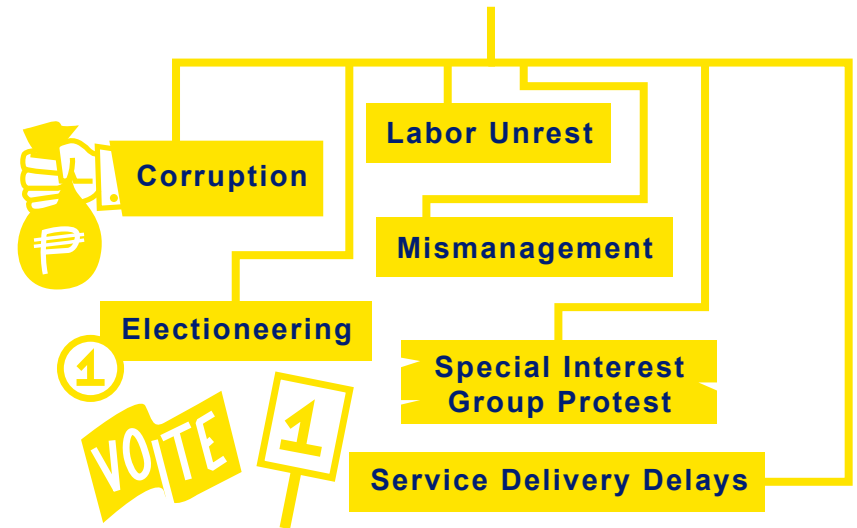 Labor Unrest
Corruption
Mismanagement
Electioneering
1
Special Interest
Group Protest
VOTE
1
Service Delivery Delays
₱